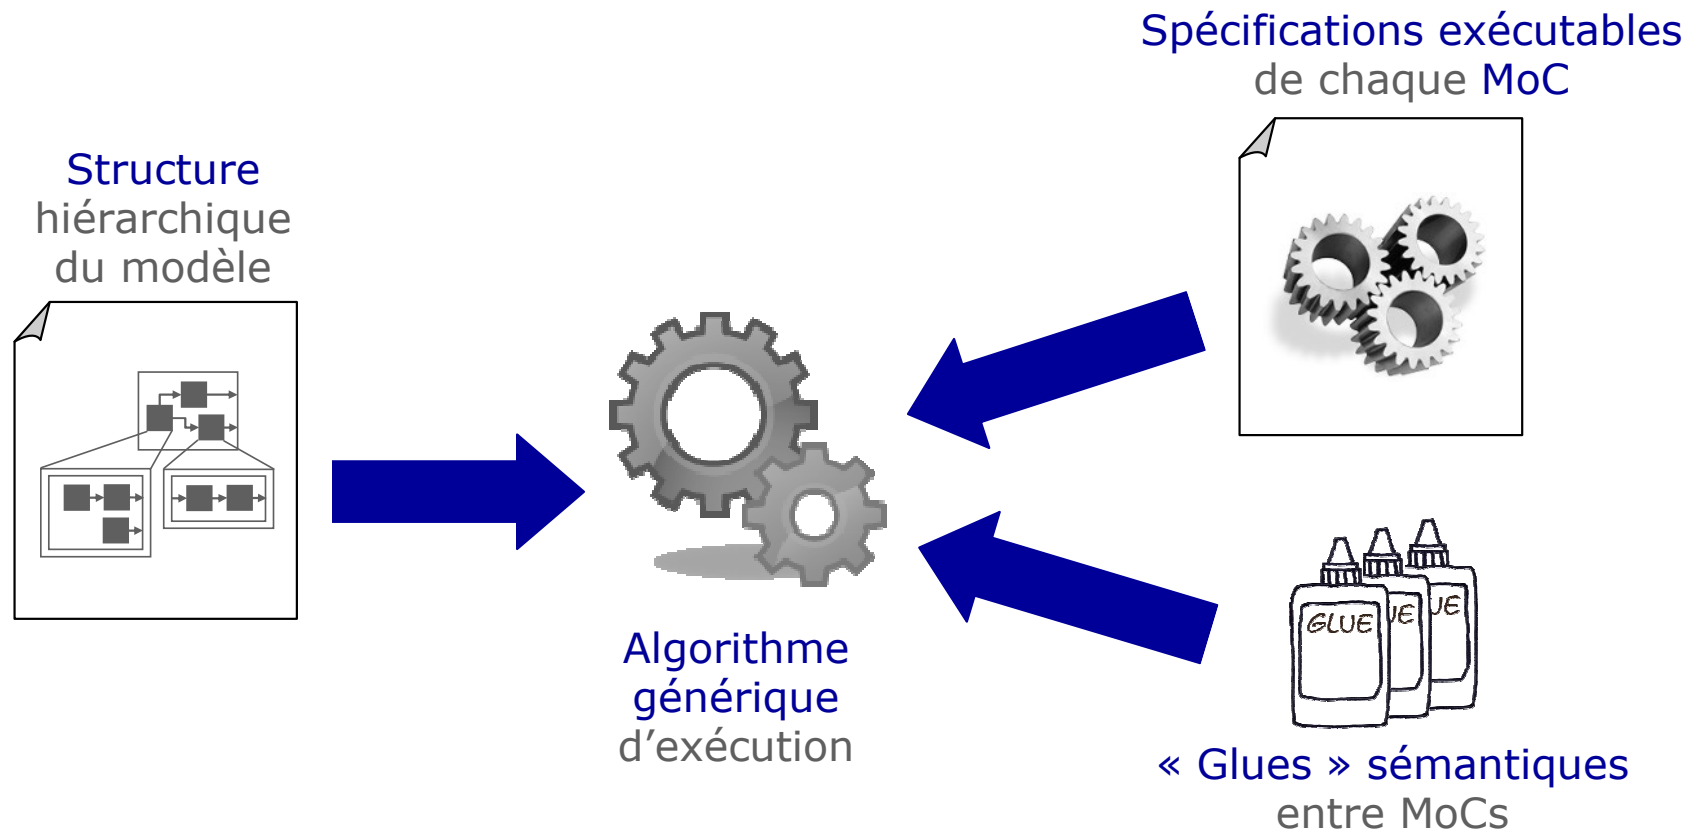 Spécifications exécutables
de chaque MoC
Structure
hiérarchique
du modèle
Algorithme
générique
d’exécution
GLUE
UE
UE
« Glues » sémantiques
entre MoCs